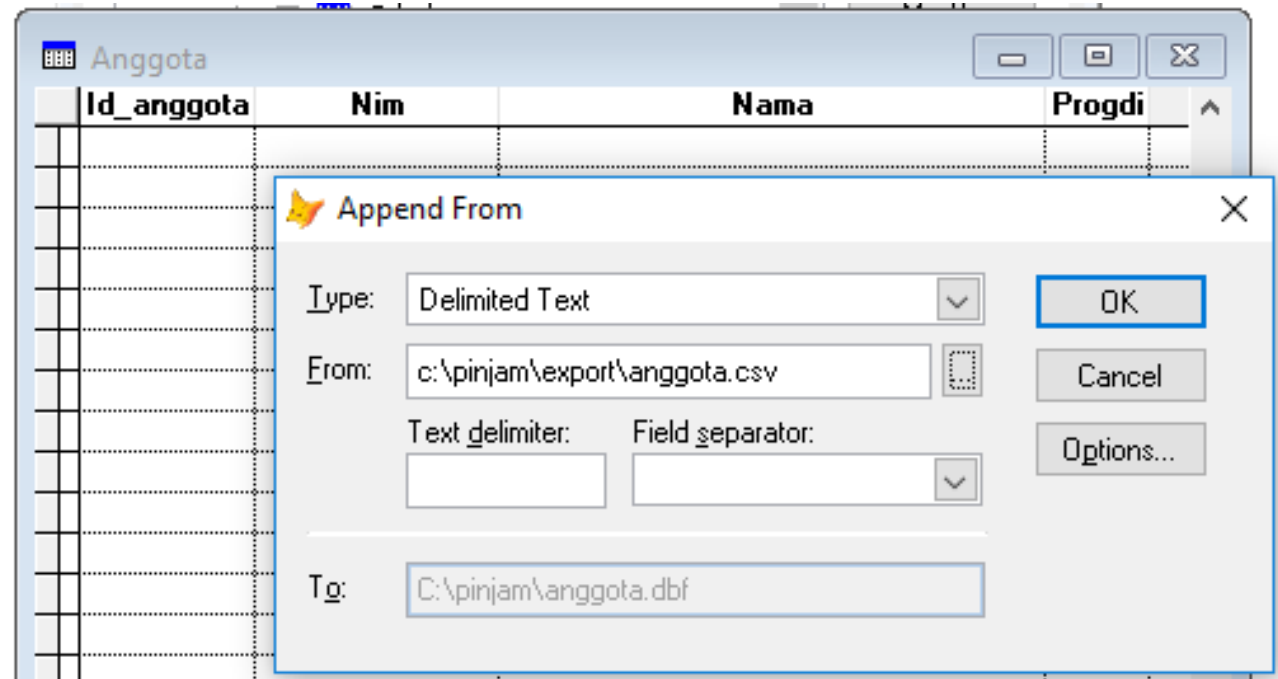 Anggota
Id_anggota Nim Nama Progdi
Append From
Type: Delimited Text OK
From: c:\pinjam\export\anggota.csv ... Cancel
Text delimiter: Field separator:
Options...
To: C:\pinjam\anggota.dbf